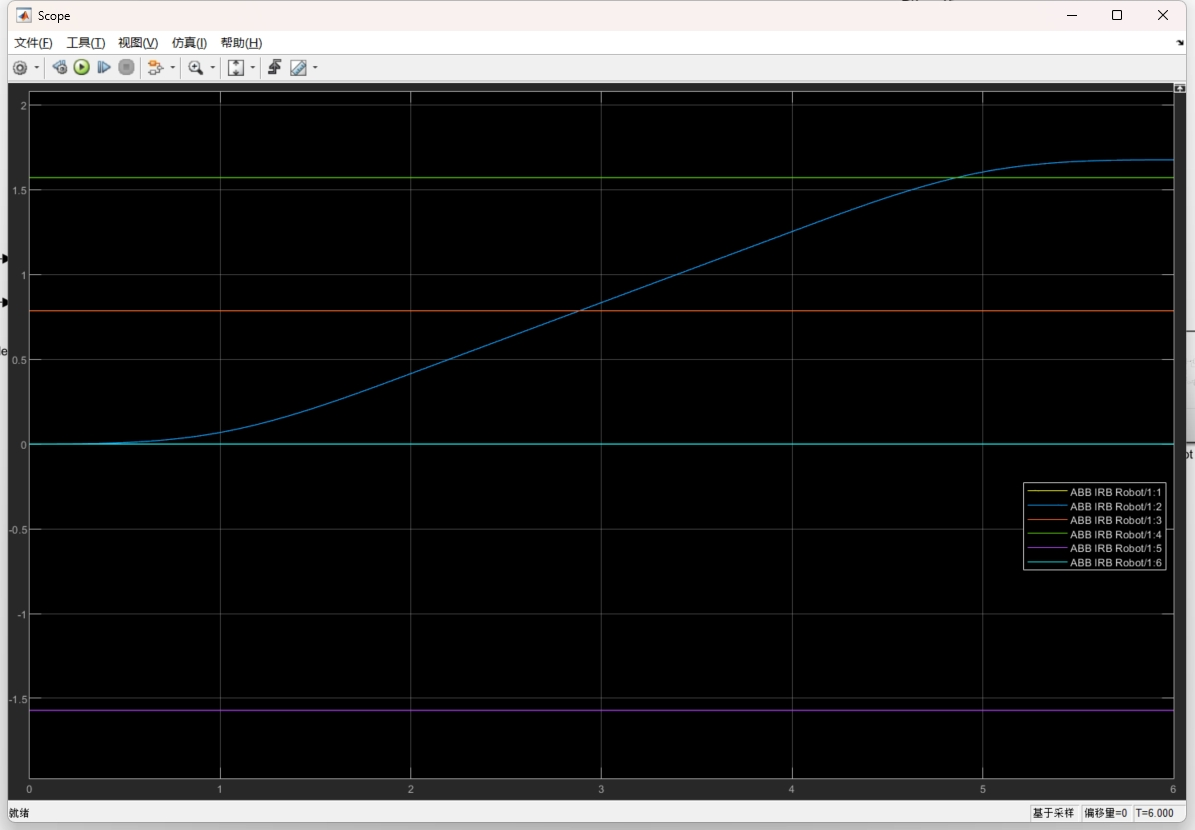 Scope
文件(F) 工具(T) 视图(V) 仿真(I) 帮助(H)
2
1.5
1
0.5
0
-0.5
-1
-1.5
ABB IRB Robot/1:1
ABB IRB Robot/1:2
ABB IRB Robot/1:3
ABB IRB Robot/1:4
ABB IRB Robot/1:5
ABB IRB Robot/1:6
0 1 2 3 4 5 6
就绪 基于采样 偏移量=0 T=6.000